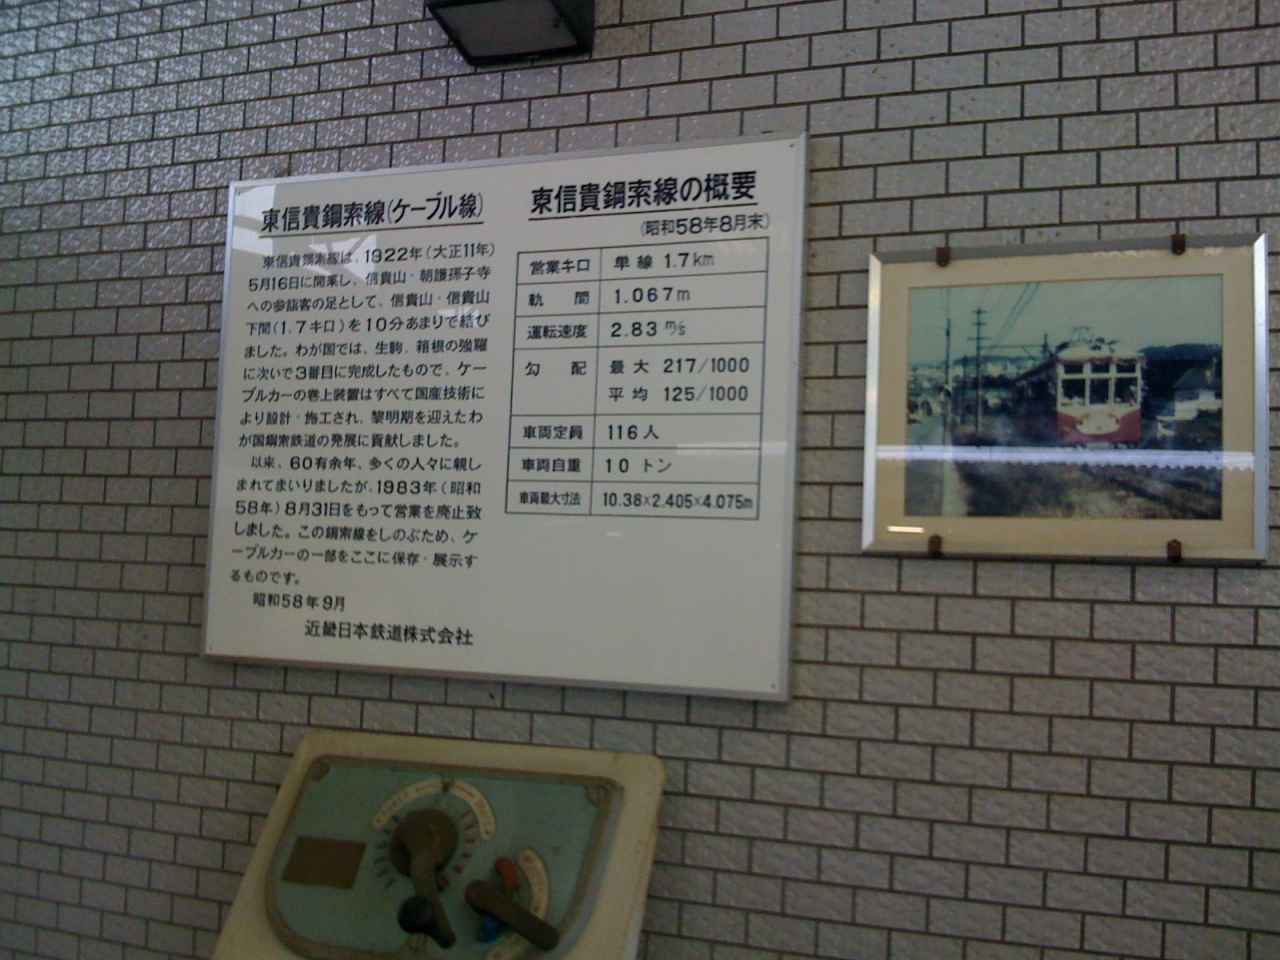 東信貴鋼索線(ケーブル線)
東信貴鋼索線は、1922年(大正11年)
5月16日に開業し、信貴山・朝護孫子寺
への参詣客の足として、信貴山・信貴山
下間(1.7キロ)を10分あまりで結び
ました。わが国では、生駒、箱根の強羅
に次いで3番目に完成したもので、ケー
ブルカーの巻上装置はすべて国産技術に
より設計・施工され、黎明期を迎えたわ
が国鋼索鉄道の発展に貢献しました。
以来、60有余年、多くの人々に親し
まれてまいりましたが、1983年(昭和
58年)8月31日をもって営業を廃止致
しました。この鋼索線をしのぶため、ケ
ーブルカーの一部をここに保存・展示す
るものです。
昭和58年9月
近畿日本鉄道株式会社
東信貴鋼索線の概要
(昭和58年8月末)
営業キロ 単線 1.7km
軌間 1.067m
運転速度 2.83 m/s
勾配 最大 217/1000
平均 125/1000
車両定員 116人
車両自重 10トン
車両最大寸法 10.38×2.405×4.075m